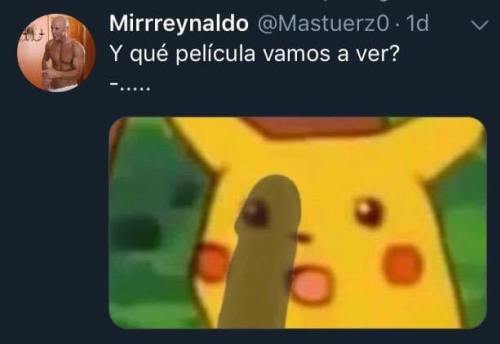 Mirrreynaldo @Mastuerz0 · 1d
Y qué película vamos a ver?
-.....